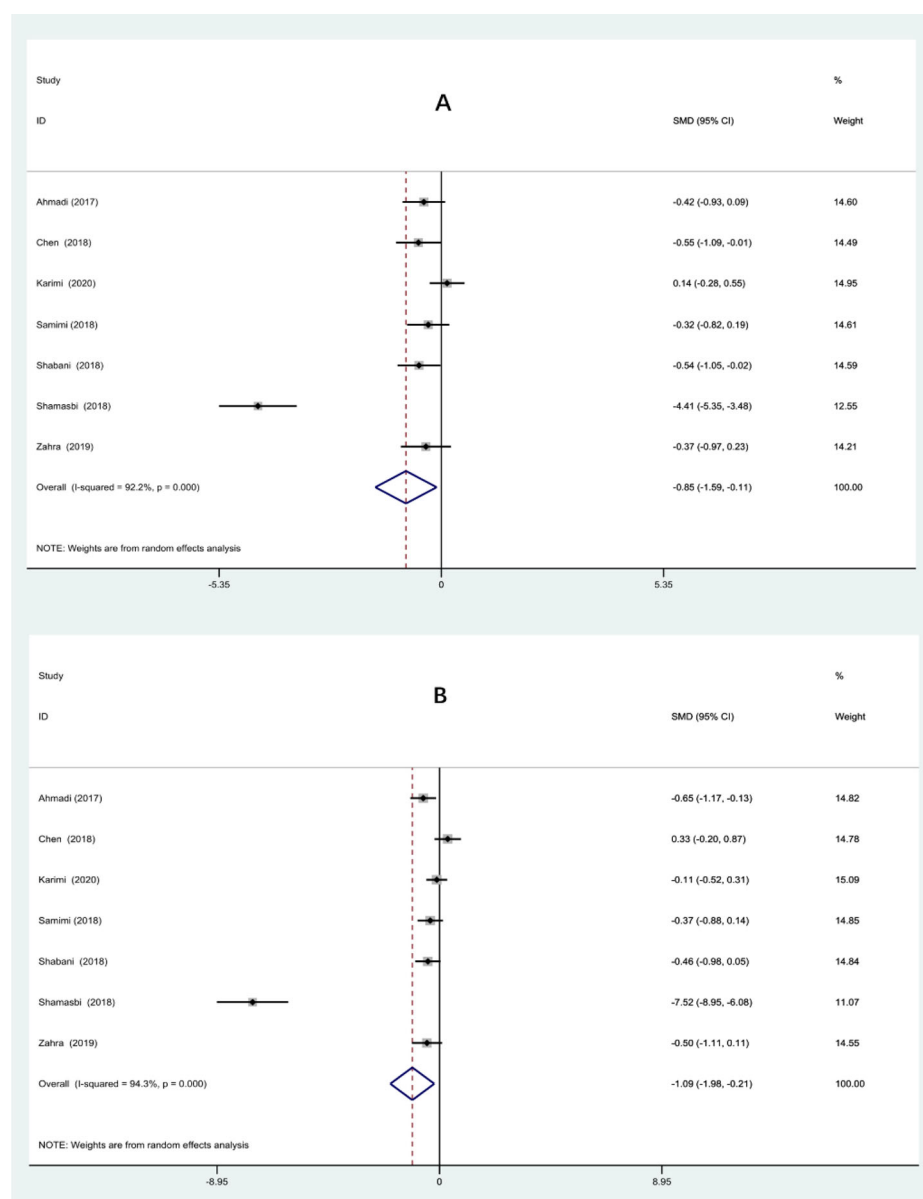 Study %
A
ID SMD (95% CI) Weight
Ahmadi (2017) -0.42 (-0.93, 0.09) 14.60
Chen (2018) -0.55 (-1.09, -0.01) 14.49
Karimi (2020) 0.14 (-0.28, 0.55) 14.95
Samimi (2018) -0.32 (-0.82, 0.19) 14.61
Shabani (2018) -0.54 (-1.05, -0.02) 14.59
Shamasbi (2018) -4.41 (-5.35, -3.48) 12.55
Zahra (2019) -0.37 (-0.97, 0.23) 14.21
Overall (I-squared = 92.2%, p = 0.000) -0.85 (-1.59, -0.11) 100.00
NOTE: Weights are from random effects analysis
-5.35 0 5.35
Study %
B
ID SMD (95% CI) Weight
Ahmadi (2017) -0.65 (-1.17, -0.13) 14.82
Chen (2018) 0.33 (-0.20, 0.87) 14.78
Karimi (2020) -0.11 (-0.52, 0.31) 15.09
Samimi (2018) -0.37 (-0.88, 0.14) 14.85
Shabani (2018) -0.46 (-0.98, 0.05) 14.84
Shamasbi (2018) -7.52 (-8.95, -6.08) 11.07
Zahra (2019) -0.50 (-1.11, 0.11) 14.55
Overall (I-squared = 94.3%, p = 0.000) -1.09 (-1.98, -0.21) 100.00
NOTE: Weights are from random effects analysis
-8.95 0 8.95